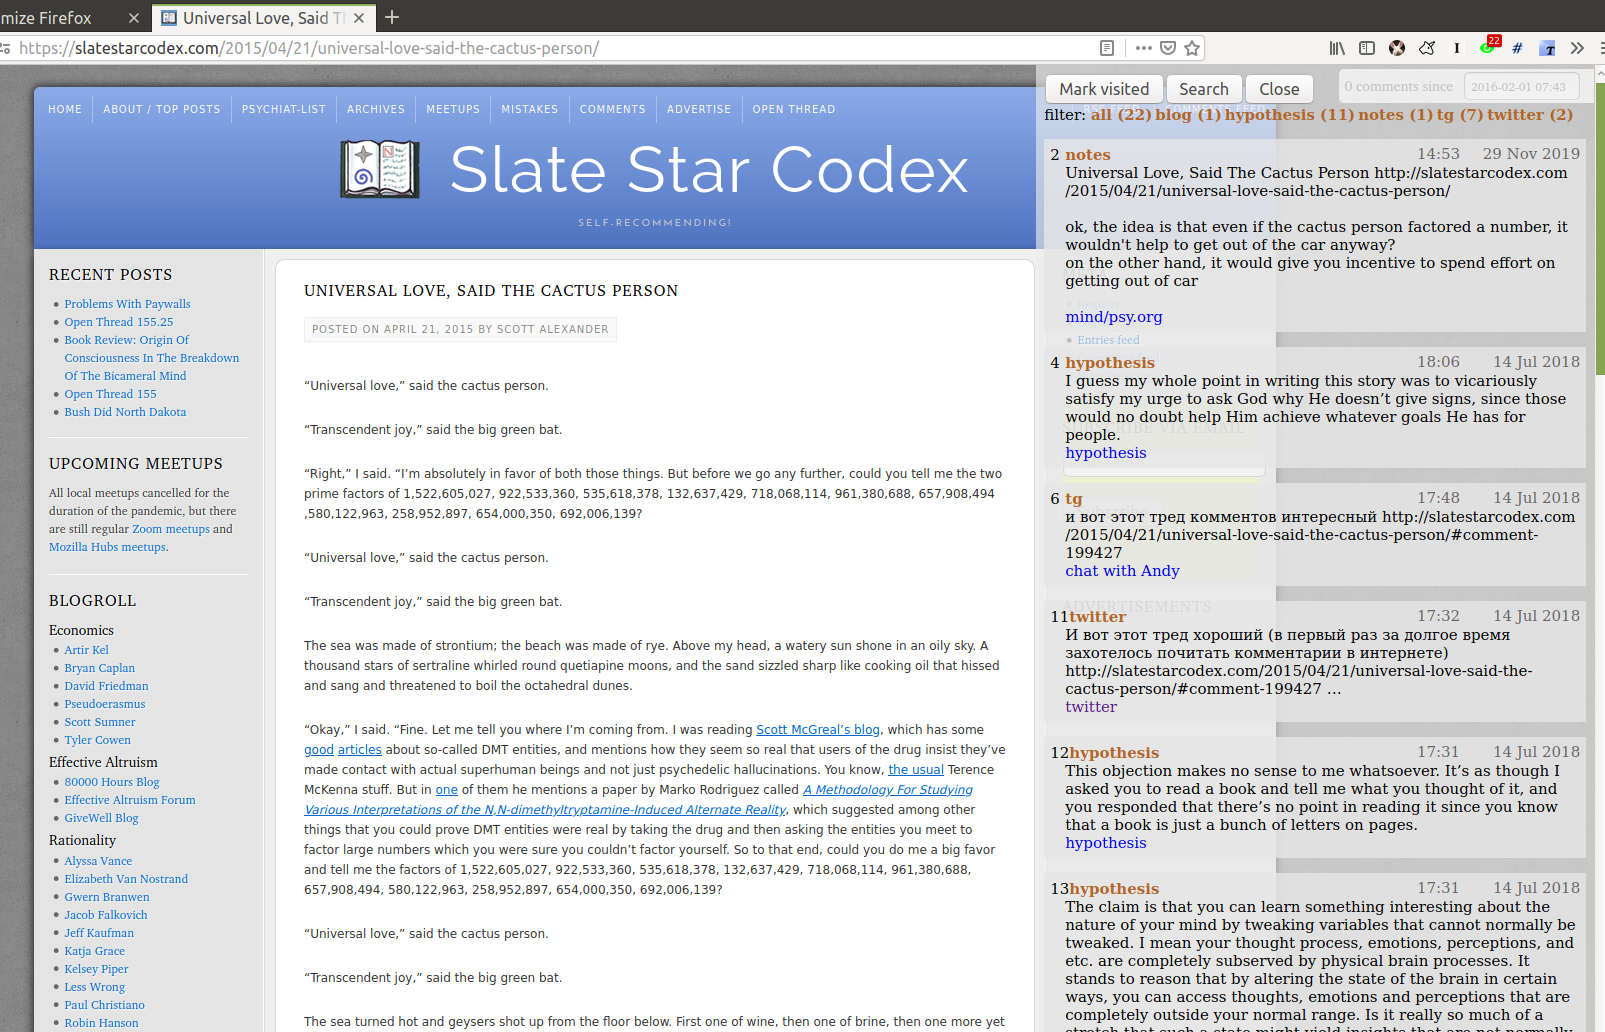 mize Firefox
Universal Love, Said T
https://slatestarcodex.com/2015/04/21/universal-love-said-the-cactus-person/
22
HOME
ABOUT / TOP POSTS
PSYCHIAT-LIST
ARCHIVES
MEETUPS
MISTAKES
COMMENTS
ADVERTISE
OPEN THREAD
Slate Star Codex
SELF-RECOMMENDING!
RECENT POSTS
Problems With Paywalls
Open Thread 155.25
Book Review: Origin Of
Consciousness In The Breakdown
Of The Bicameral Mind
Open Thread 155
Bush Did North Dakota
UPCOMING MEETUPS
All local meetups cancelled for the
duration of the pandemic, but there
are still regular Zoom meetups and
Mozilla Hubs meetups.
BLOGROLL
Economics
Artir Kel
Bryan Caplan
David Friedman
Pseudoerasmus
Scott Sumner
Tyler Cowen
Effective Altruism
80000 Hours Blog
Effective Altruism Forum
GiveWell Blog
Rationality
Alyssa Vance
Elizabeth Van Nostrand
Gwern Branwen
Jacob Falkovich
Jeff Kaufman
Katja Grace
Kelsey Piper
Less Wrong
Paul Christiano
Robin Hanson
UNIVERSAL LOVE, SAID THE CACTUS PERSON
POSTED ON APRIL 21, 2015 BY SCOTT ALEXANDER
“Universal love,” said the cactus person.
“Transcendent joy,” said the big green bat.
“Right,” I said. “I’m absolutely in favor of both those things. But before we go any further, could you tell me the two
prime factors of 1,522,605,027, 922,533,360, 535,618,378, 132,637,429, 718,068,114, 961,380,688, 657,908,494
,580,122,963, 258,952,897, 654,000,350, 692,006,139?
“Universal love,” said the cactus person.
“Transcendent joy,” said the big green bat.
The sea was made of strontium; the beach was made of rye. Above my head, a watery sun shone in an oily sky. A
thousand stars of sertraline whirled round quetiapine moons, and the sand sizzled sharp like cooking oil that hissed
and sang and threatened to boil the octahedral dunes.
“Okay,” I said. “Fine. Let me tell you where I’m coming from. I was reading Scott McGreal’s blog, which has some
good articles about so-called DMT entities, and mentions how they seem so real that users of the drug insist they’ve
made contact with actual superhuman beings and not just psychedelic hallucinations. You know, the usual Terence
McKenna stuff. But in one of them he mentions a paper by Marko Rodriguez called A Methodology For Studying
Various Interpretations of the N,N-dimethyltryptamine-Induced Alternate Reality, which suggested among other
things that you could prove DMT entities were real by taking the drug and then asking the entities you meet to
factor large numbers which you were sure you couldn’t factor yourself. So to that end, could you do me a big favor
and tell me the factors of 1,522,605,027, 922,533,360, 535,618,378, 132,637,429, 718,068,114, 961,380,688,
657,908,494, 580,122,963, 258,952,897, 654,000,350, 692,006,139?
“Universal love,” said the cactus person.
“Transcendent joy,” said the big green bat.
The sea turned hot and geysers shot up from the floor below. First one of wine, then one of brine, then one more yet
Mark visited
Search
Close
0 comments since
2016-02-01 07:43
filter: all (22) blog (1) hypothesis (11) notes (1) tg (7) twitter (2)
2 notes 14:53 29 Nov 2019
Universal Love, Said The Cactus Person http://slatestarcodex.com
/2015/04/21/universal-love-said-the-cactus-person/
ok, the idea is that even if the cactus person factored a number, it
wouldn't help to get out of the car anyway?
on the other hand, it would give you incentive to spend effort on
getting out of car
mind/psy.org
Entries feed
4 hypothesis 18:06 14 Jul 2018
I guess my whole point in writing this story was to vicariously
satisfy my urge to ask God why He doesn’t give signs, since those
would no doubt help Him achieve whatever goals He has for
people.
SUBSCRIBE VIA EMAIL
hypothesis
6 tg 17:48 14 Jul 2018
и вот этот тред комментов интересный http://slatestarcodex.com
/2015/04/21/universal-love-said-the-cactus-person/#comment-
199427
chat with Andy
ADVERTISEMENTS
11 twitter 17:32 14 Jul 2018
И вот этот тред хороший (в первый раз за долгое время
захотелось почитать комментарии в интернете)
http://slatestarcodex.com/2015/04/21/universal-love-said-the-
cactus-person/#comment-199427 …
twitter
12 hypothesis 17:31 14 Jul 2018
This objection makes no sense to me whatsoever. It’s as though I
asked you to read a book and tell me what you thought of it, and
you responded that there’s no point in reading it since you know
that a book is just a bunch of letters on pages.
hypothesis
13 hypothesis 17:31 14 Jul 2018
The claim is that you can learn something interesting about the
nature of your mind by tweaking variables that cannot normally be
tweaked. I mean your thought process, emotions, perceptions, and
etc. are completely subserved by physical brain processes. It
stands to reason that by altering the state of the brain in certain
ways, you can access thoughts, emotions and perceptions that are
completely outside your normal range. Is it really so much of a
stretch that such a state might yield insights that are not normally